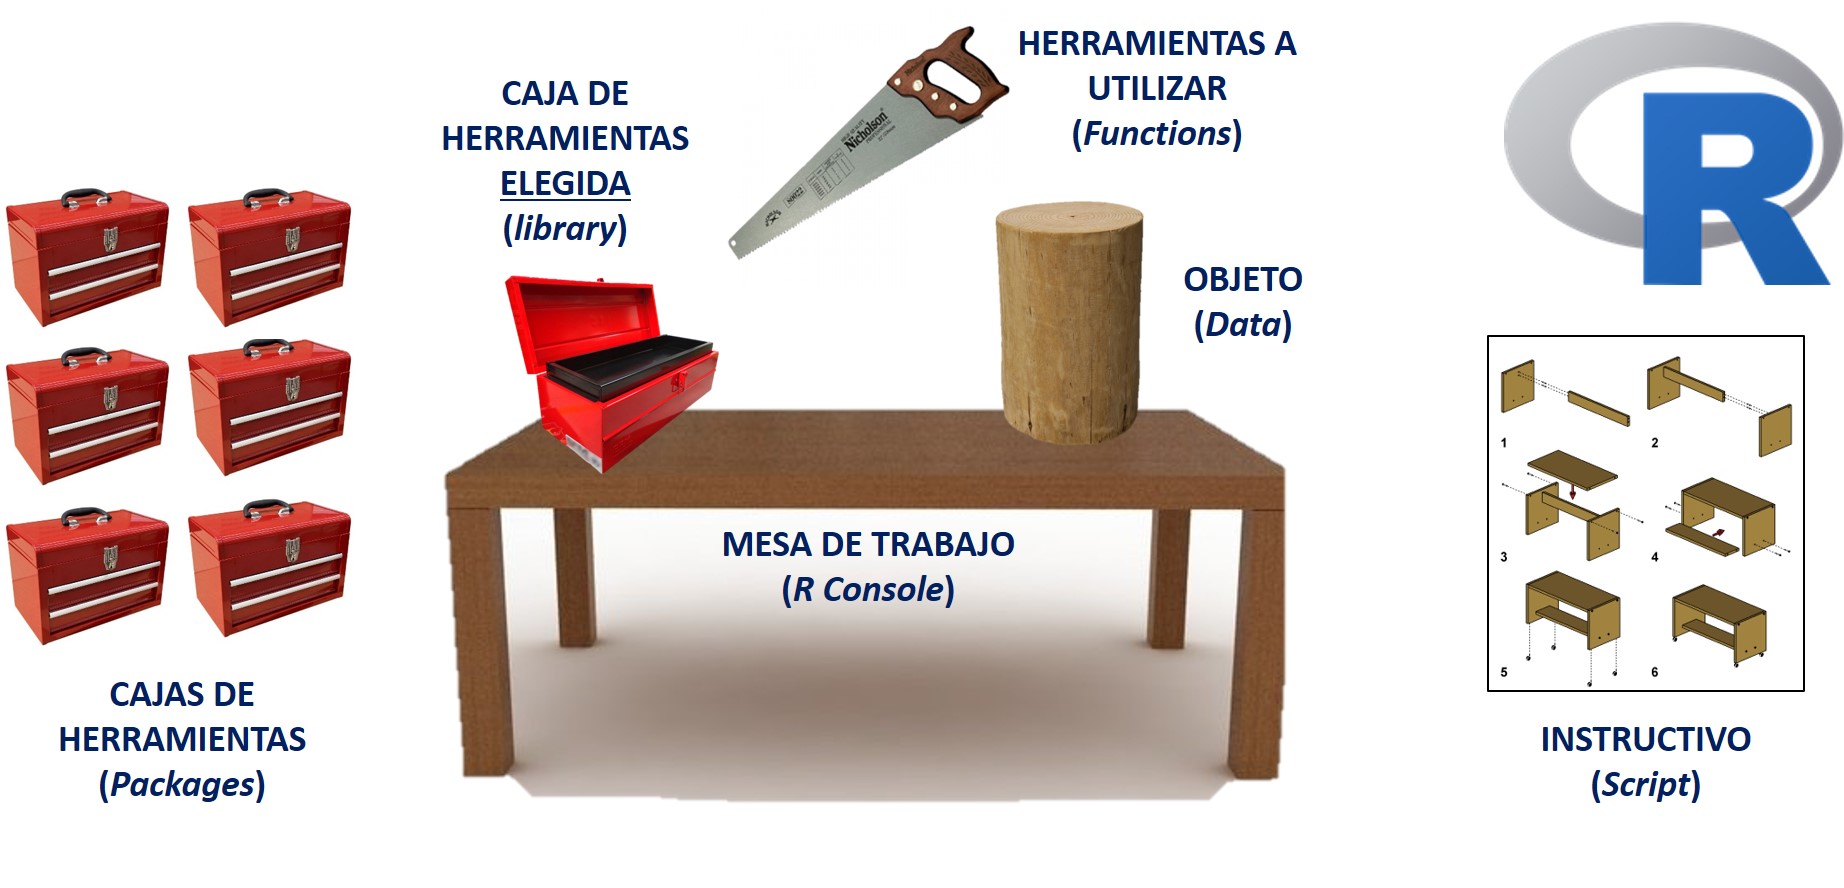 CAJA DE
HERRAMIENTAS
ELEGIDA
(library)
HERRAMIENTAS A
UTILIZAR
(Functions)
Nicholson
OBJETO
(Data)
R
MESA DE TRABAJO
(R Console)
CAJAS DE
HERRAMIENTAS
(Packages)
1
2
3
4
5
6
INSTRUCTIVO
(Script)